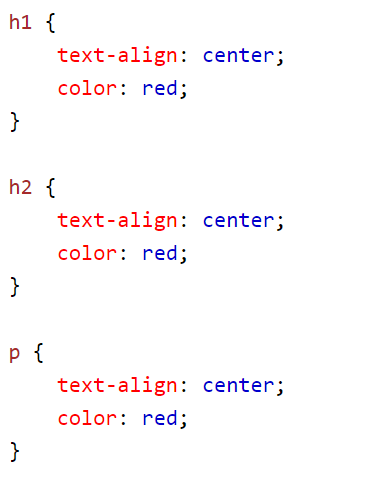 h1 {
    text-align: center;
    color: red;
}

h2 {
    text-align: center;
    color: red;
}

p {
    text-align: center;
    color: red;
}